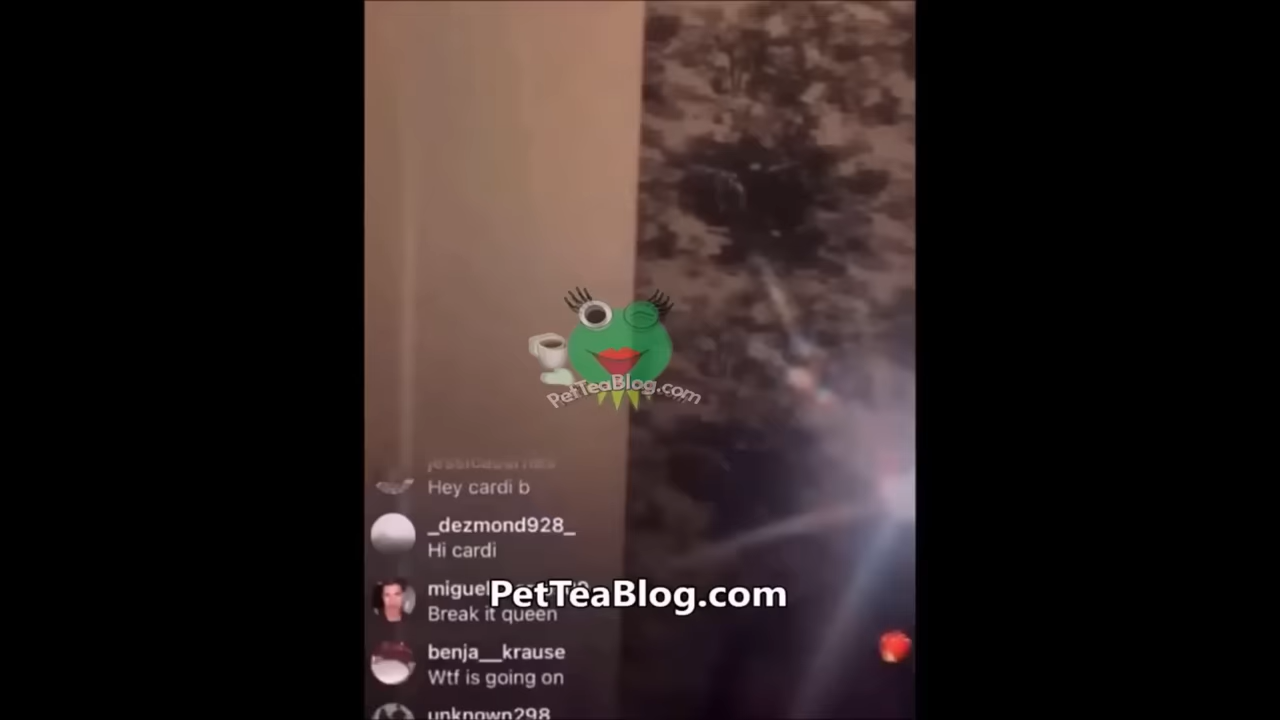 PetTeaBlog.com
Hey cardi b
_dezmond928_
Hi cardi
PetTeaBlog.com
Break it queen
benja__krause
Wtf is going on
unknown298